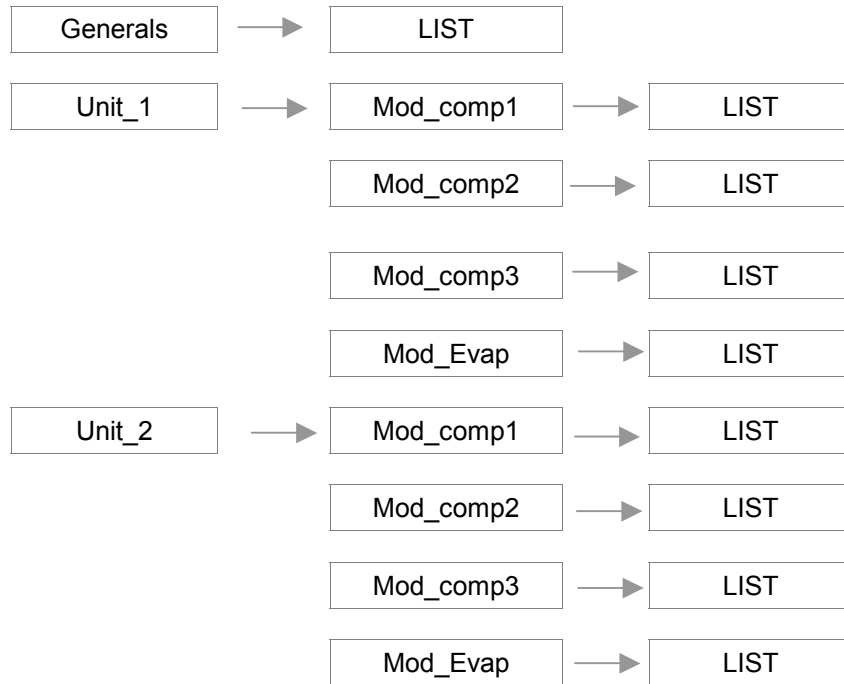 Generals LIST
Unit_1 Mod_comp1 LIST
Mod_comp2 LIST
Mod_comp3 LIST
Mod_Evap LIST
Unit_2 Mod_comp1 LIST
Mod_comp2 LIST
Mod_comp3 LIST
Mod_Evap LIST